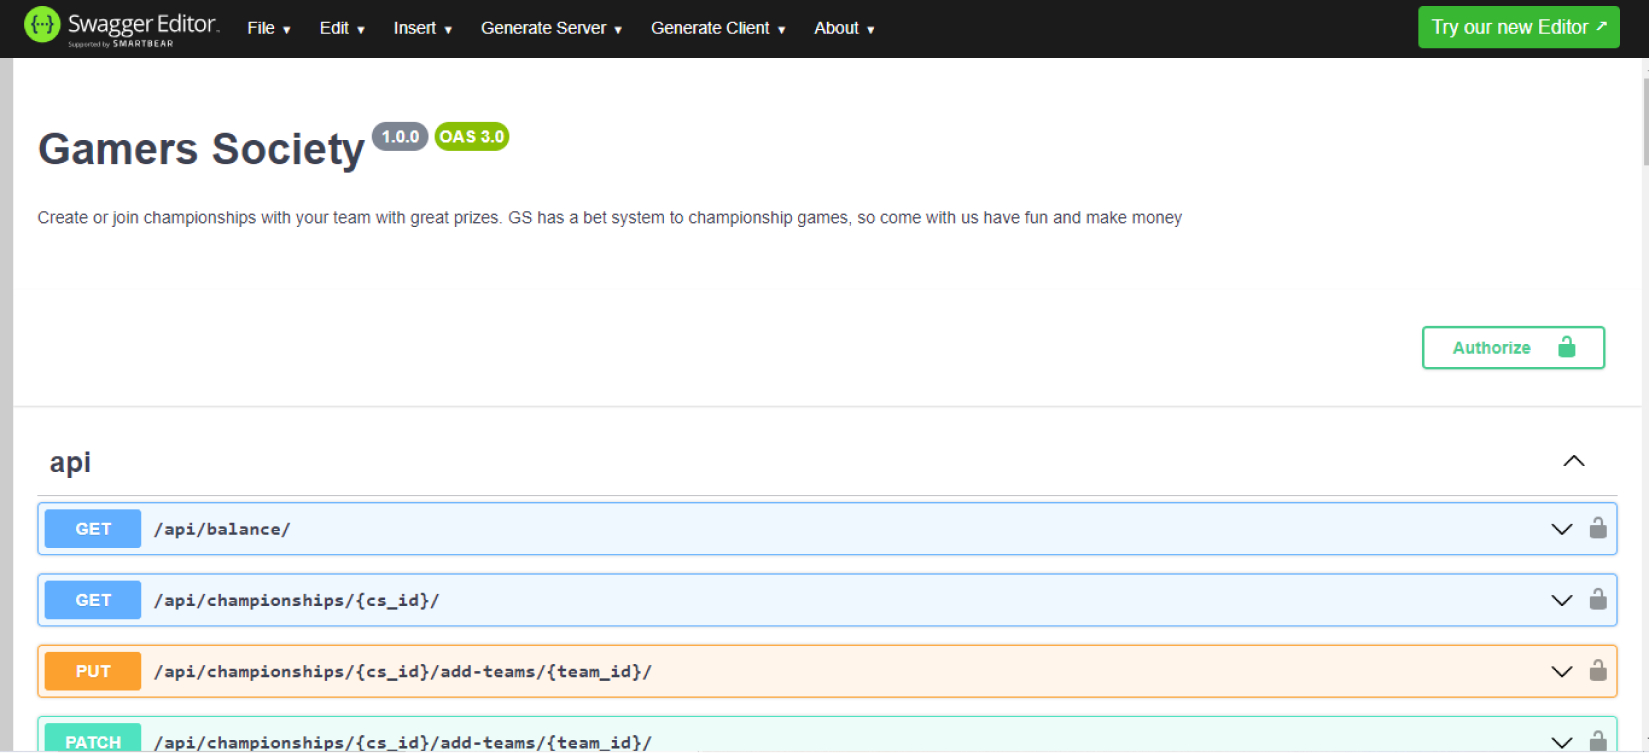 Swagger Editor
Supported by SMARTBEAR
File Edit Insert Generate Server Generate Client About
Try our new Editor ↗
Gamers Society 1.0.0 OAS 3.0
Create or join championships with your team with great prizes. GS has a bet system to championship games, so come with us have fun and make money
Authorize
api
GET /api/balance/
GET /api/championships/{cs_id}/
PUT /api/championships/{cs_id}/add-teams/{team_id}/
PATCH /api/championships/{cs_id}/add-teams/{team_id}/